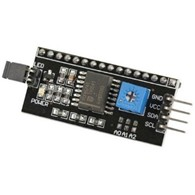 LED
GND
VCC
SDA
SCL
POWER
A0 A1 A2